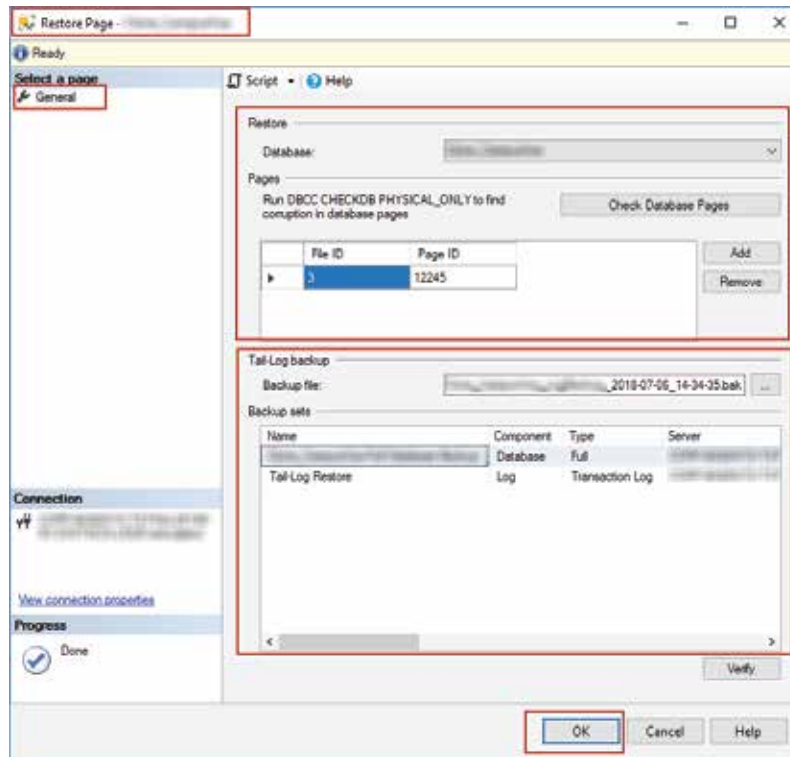 Restore Page -
Ready
Select a page
General
Script Help
Restore
Database:
Pages
Run DBCC CHECKDB PHYSICAL_ONLY to find
corruption in database pages
Check Database Pages
File ID Page ID
3 12245
Add
Remove
Tail-Log backup
Backup file: _2018-07-06_14-34-35.bak ...
Backup sets
Name Component Type Server
Database Full
Tail-Log Restore Log Transaction Log
Connection
View connection properties
Progress
Done
Verify
OK Cancel Help